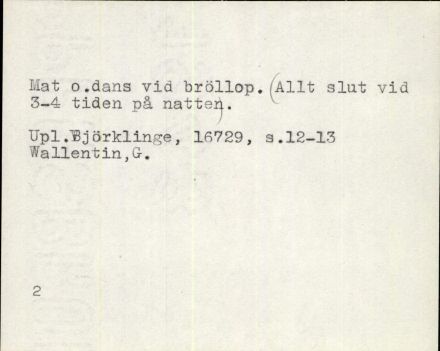 Mat o.dans vid bröllop. (Allt slut vid
3-4 tiden på natten).
Upl.Björklinge, 16729, s.12-13
Wallentin,G.
2